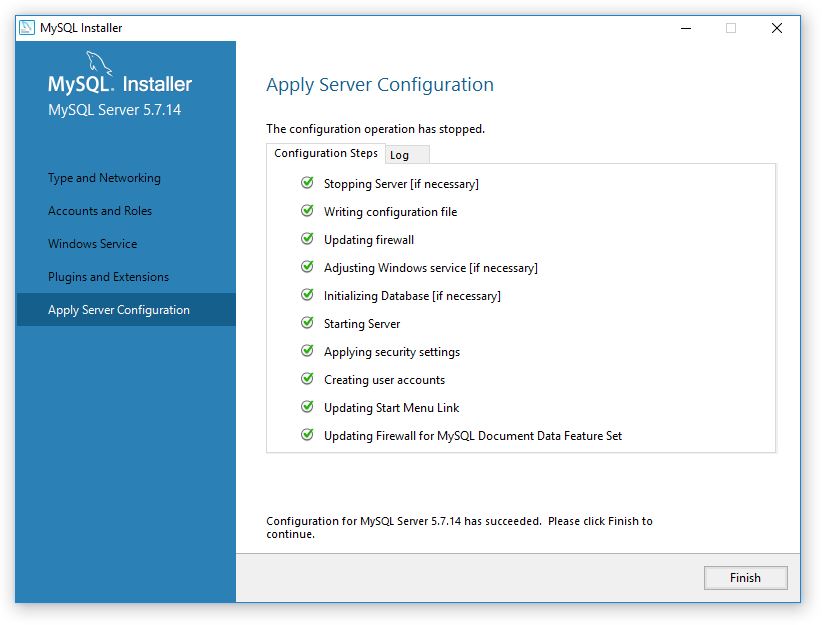 MySQL Installer
MySQL. Installer
MySQL Server 5.7.14
Type and Networking
Accounts and Roles
Windows Service
Plugins and Extensions
Apply Server Configuration
Apply Server Configuration
The configuration operation has stopped.
Configuration Steps
Log
Stopping Server [if necessary]
Writing configuration file
Updating firewall
Adjusting Windows service [if necessary]
Initializing Database [if necessary]
Starting Server
Applying security settings
Creating user accounts
Updating Start Menu Link
Updating Firewall for MySQL Document Data Feature Set
Configuration for MySQL Server 5.7.14 has succeeded.  Please click Finish to
continue.
Finish